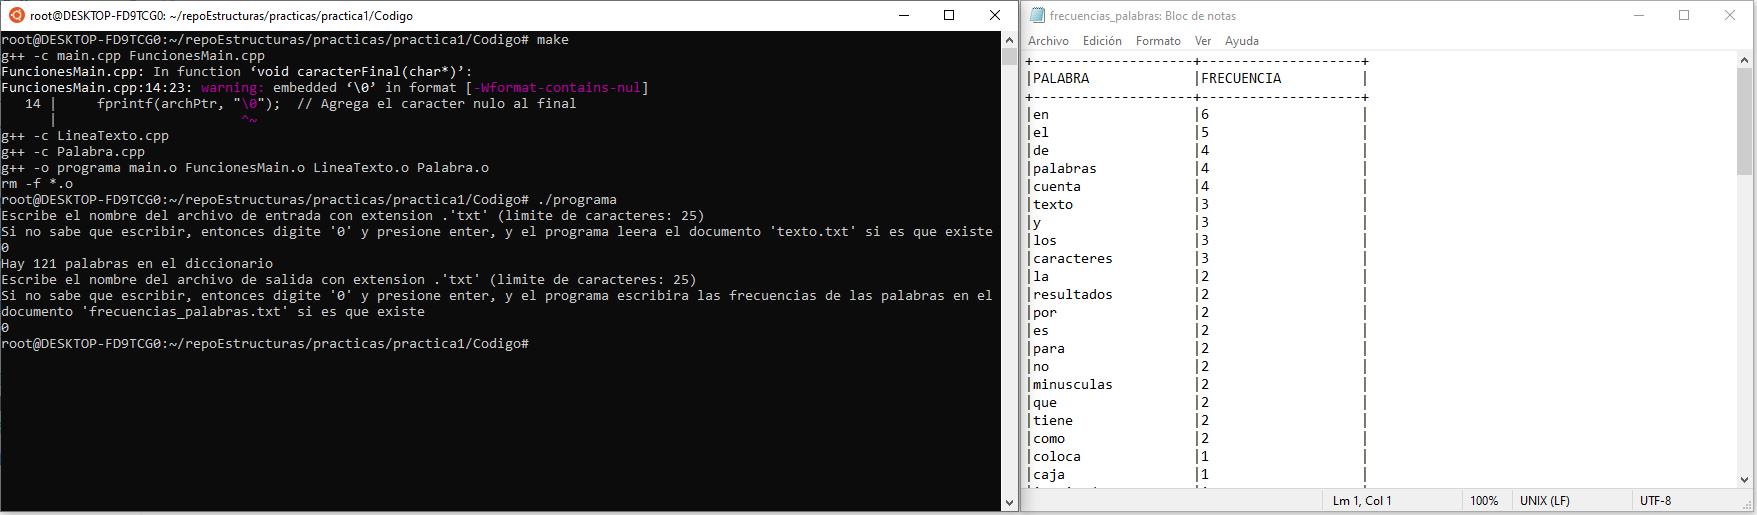 root@DESKTOP-FD9TCG0: ~/repoEstructuras/practicas/practica1/Codigo
root@DESKTOP-FD9TCG0:~/repoEstructuras/practicas/practica1/Codigo# make
g++ -c main.cpp FuncionesMain.cpp
FuncionesMain.cpp: In function ‘void caracterFinal(char*)’:
FuncionesMain.cpp:14:23: warning: embedded ‘\0’ in format [-Wformat-contains-nul]
14 |     fprintf(archPtr, "\0");  // Agrega el caracter nulo al final
|                       ^~
g++ -c LineaTexto.cpp
g++ -c Palabra.cpp
g++ -o programa main.o FuncionesMain.o LineaTexto.o Palabra.o
rm -f *.o
root@DESKTOP-FD9TCG0:~/repoEstructuras/practicas/practica1/Codigo# ./programa
Escribe el nombre del archivo de entrada con extension .'txt' (limite de caracteres: 25)
Si no sabe que escribir, entonces digite '0' y presione enter, y el programa leera el documento 'texto.txt' si es que existe
0
Hay 121 palabras en el diccionario
Escribe el nombre del archivo de salida con extension .'txt' (limite de caracteres: 25)
Si no sabe que escribir, entonces digite '0' y presione enter, y el programa escribira las frecuencias de las palabras en el
documento 'frecuencias_palabras.txt' si es que existe
0
root@DESKTOP-FD9TCG0:~/repoEstructuras/practicas/practica1/Codigo#
frecuencias_palabras: Bloc de notas
Archivo Edición Formato Ver Ayuda
+--------------------+--------------------+
|PALABRA             |FRECUENCIA          |
+--------------------+--------------------+
|en                  |6                   |
|el                  |5                   |
|de                  |4                   |
|palabras            |4                   |
|cuenta              |4                   |
|texto               |3                   |
|y                   |3                   |
|los                 |3                   |
|caracteres          |3                   |
|la                  |2                   |
|resultados          |2                   |
|por                 |2                   |
|es                  |2                   |
|para                |2                   |
|no                  |2                   |
|minusculas          |2                   |
|que                 |2                   |
|tiene               |2                   |
|como                |2                   |
|coloca              |1                   |
|caja                |1                   |
Lm 1, Col 1 100% UNIX (LF) UTF-8